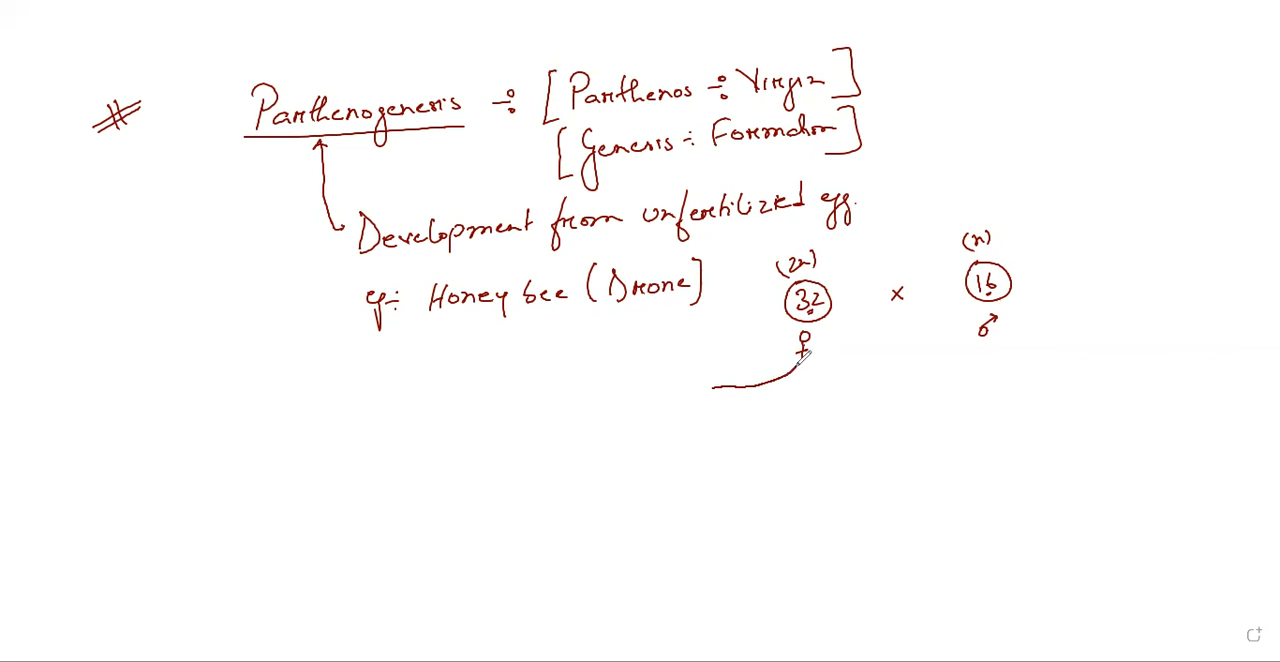 # Parthenogenesis ÷ [Parthenos ÷ Virgin]
[Genesis ÷ Formation]
Development from unfertilized egg.
eg ÷ Honey bee (Drone]
(2n) (n)
32 × 16
♀ ♂